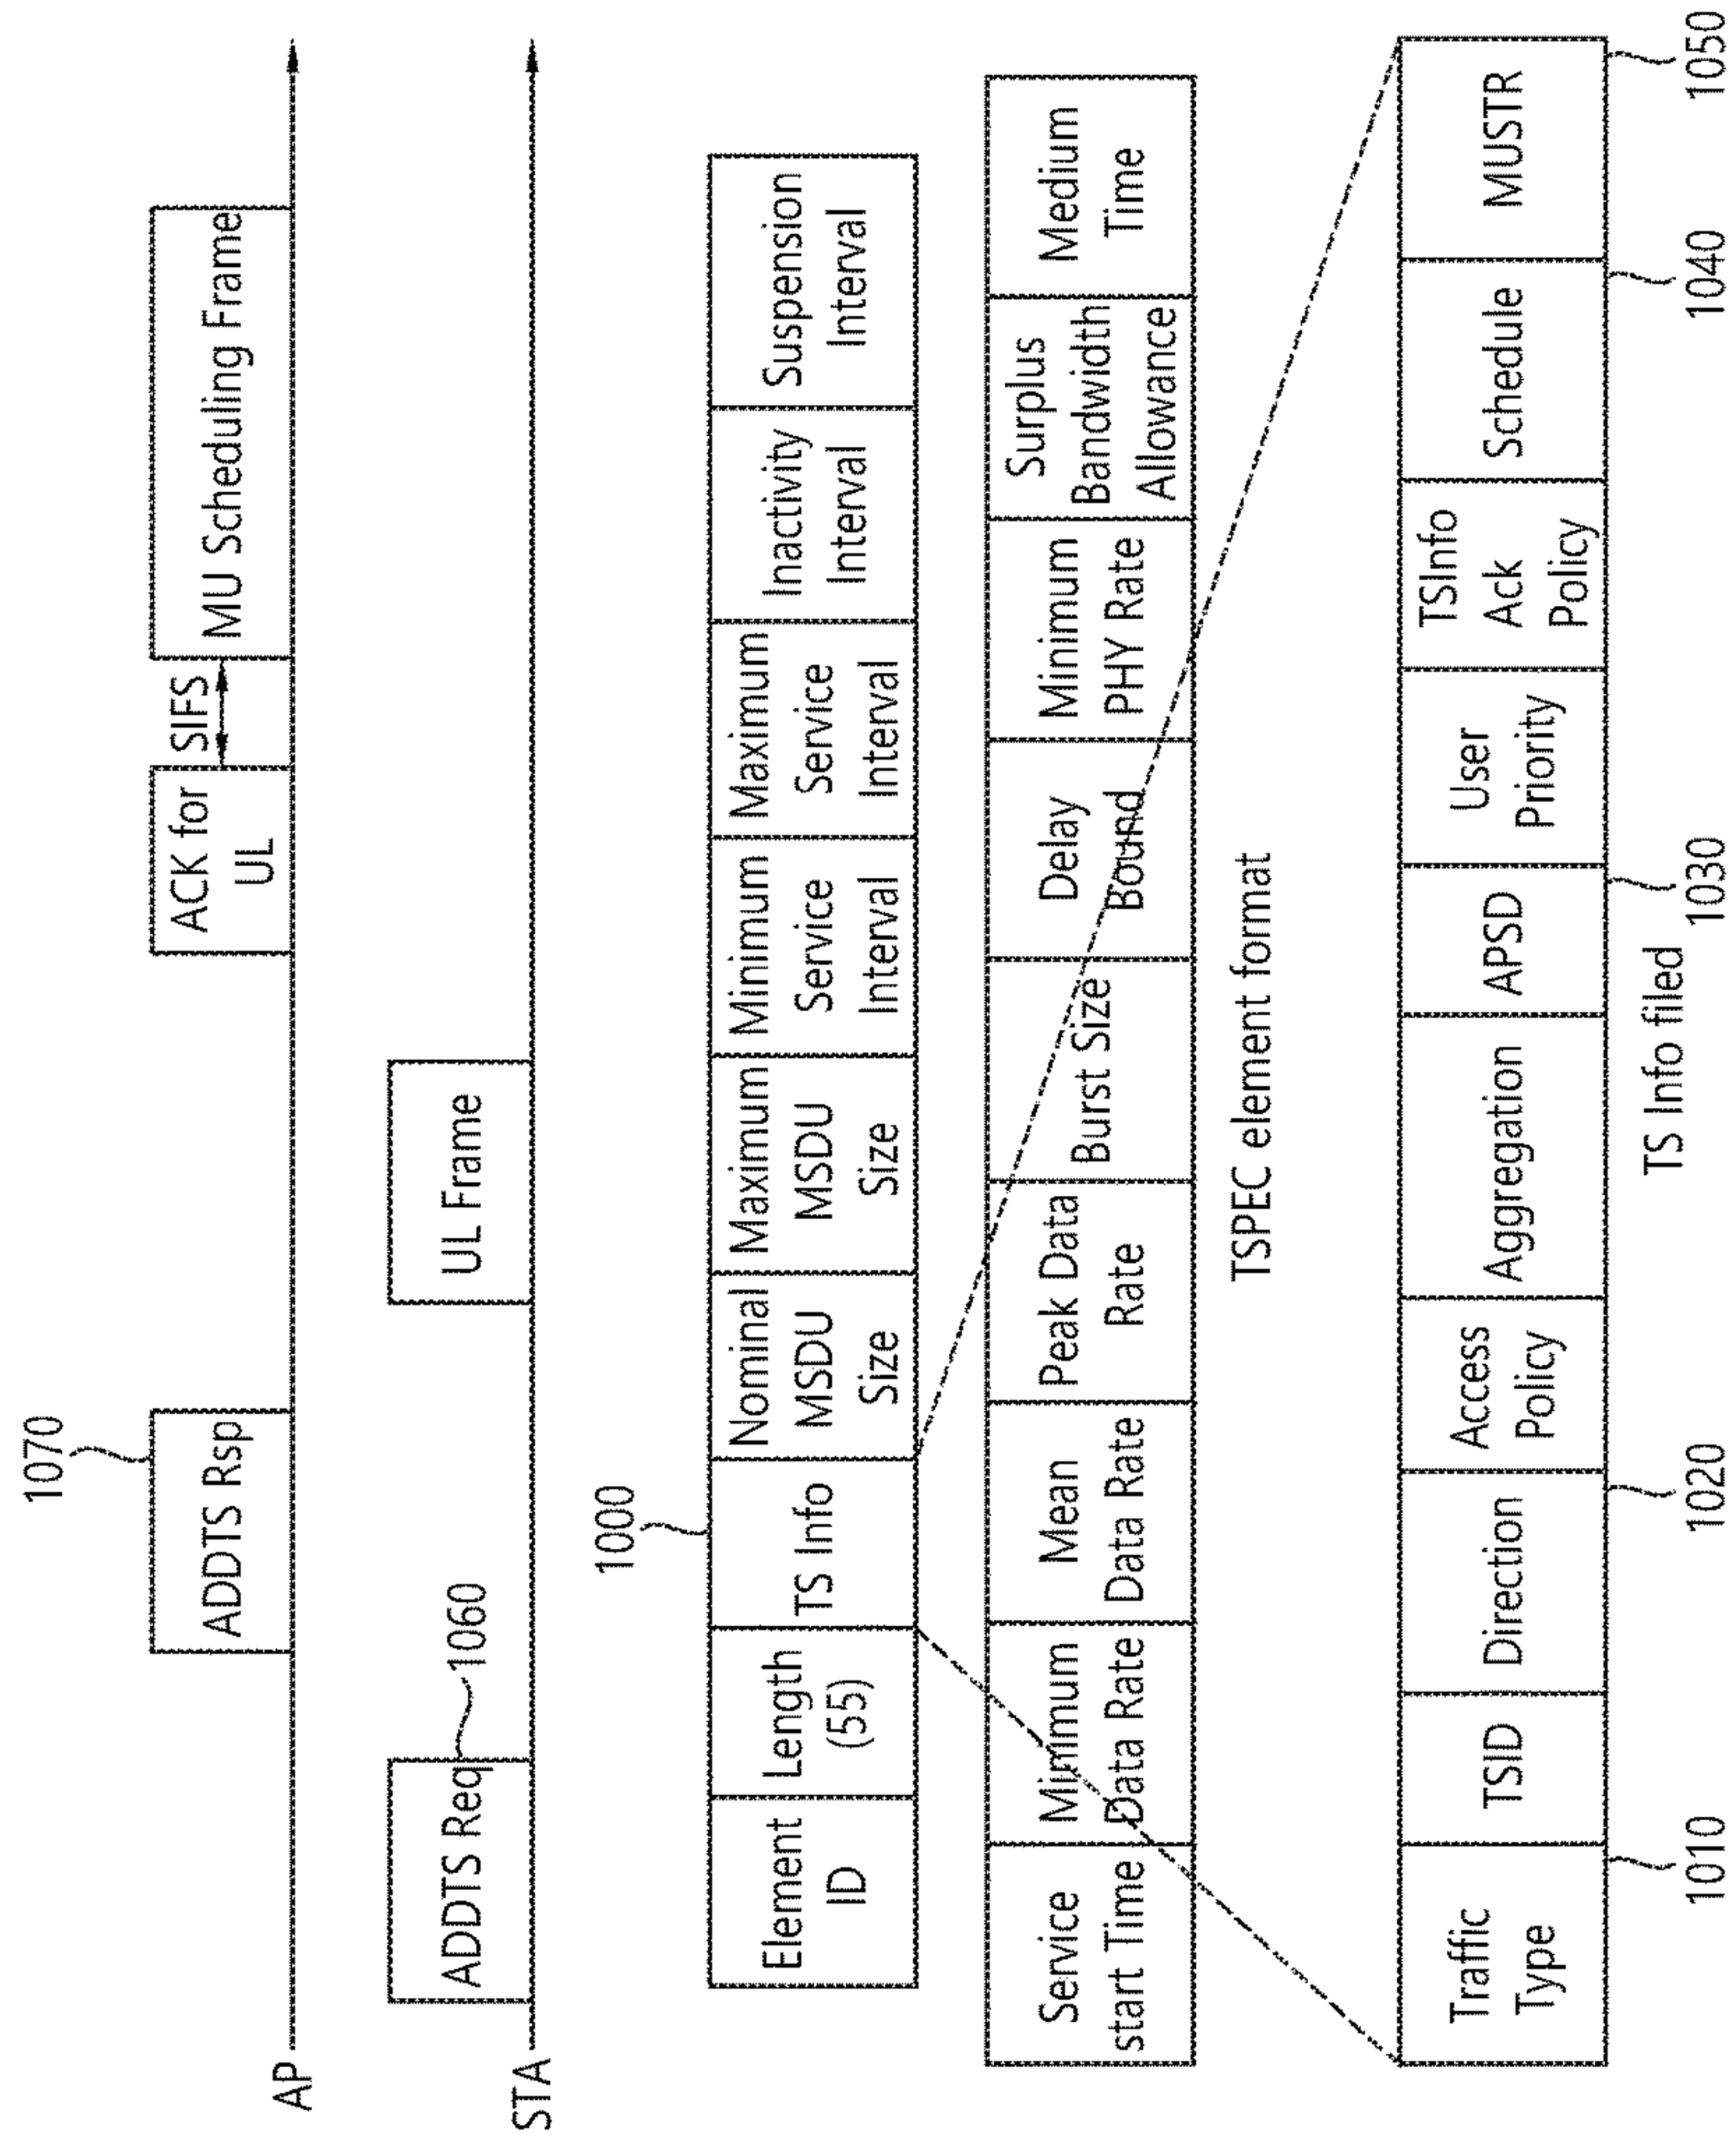 1070
ADDTS Rsp
ACK for
UL
SIFS
MU Scheduling Frame
AP
ADDTS Req
1060
UL Frame
STA
1000
Element
ID
Length
(55)
TS Info
Nominal
MSDU
Size
Maximum
MSDU
Size
Minimum
Service
Interval
Maximum
Service
Interval
Inactivity
Interval
Suspension
Interval
Service
start Time
Minimum
Data Rate
Mean
Data Rate
Peak Data
Rate
Burst Size
Delay
Bound
Minimum
PHY Rate
Surplus
Bandwidth
Allowance
Medium
Time
TSPEC element format
Traffic
Type
TSID
Direction
Access
Policy
Aggregation
APSD
User
Priority
TSInfo
Ack
Policy
Schedule
MUSTR
1010
1020
1030
1040
1050
TS Info filed